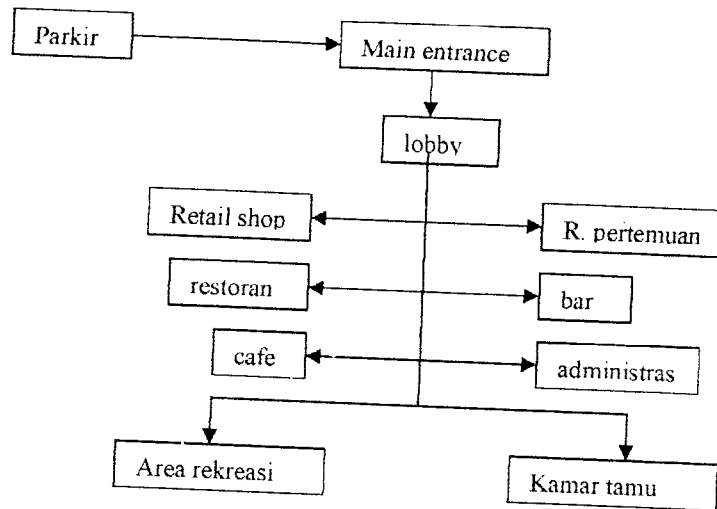 Parkir
Main entrance
lobby
Retail shop
R. pertemuan
restoran
bar
cafe
administras
Area rekreasi
Kamar tamu